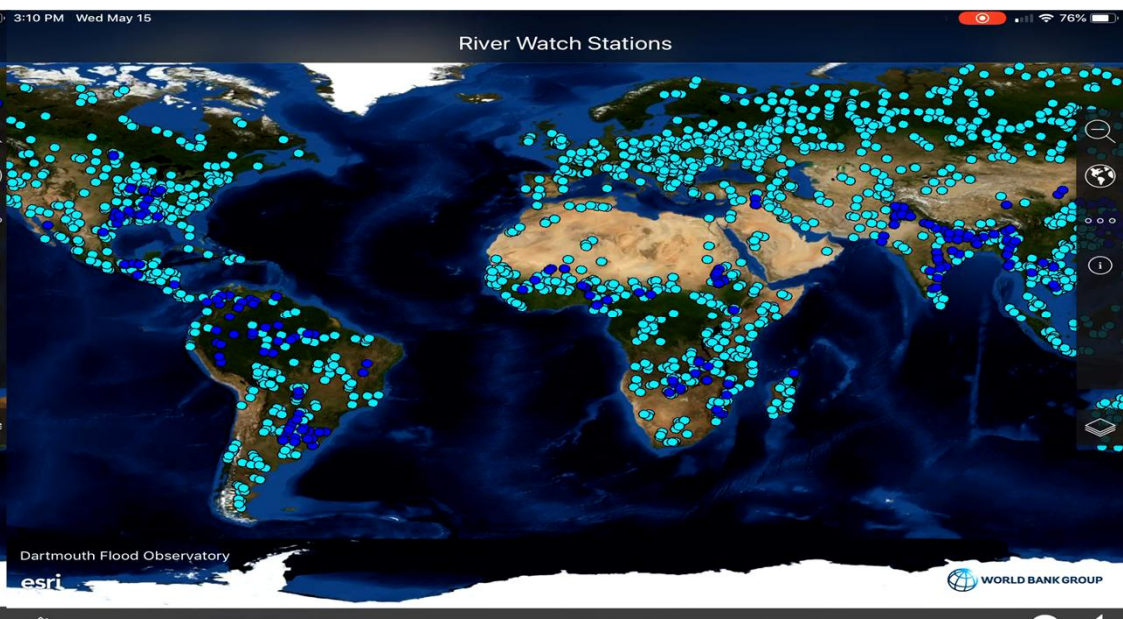 3:10 PM Wed May 15
76%
River Watch Stations
Dartmouth Flood Observatory
esri
WORLD BANK GROUP